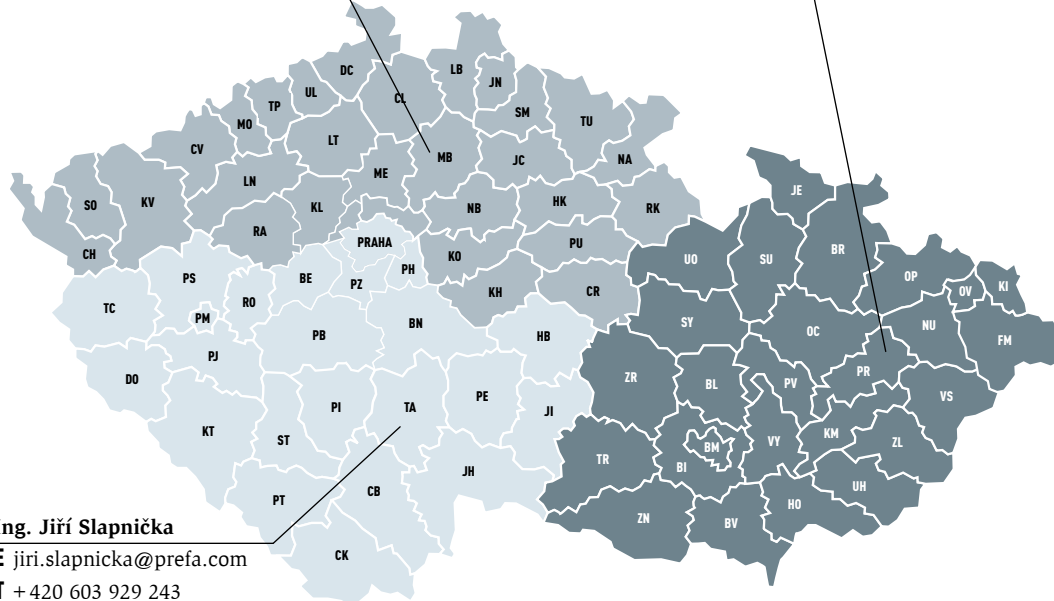 DC
LB
JN
UL
CL
TP
SM
MO
TU
LT
CV
MB
JC
NA
ME
LN
JE
KV
SO
KL
NB
HK
RK
RA
PRAHA
PU
CH
KO
UO
SU
BR
PS
BE
PZ
PH
OP
KH
CR
OV
KI
RO
TC
PM
BN
SY
OC
NU
PB
HB
FM
PJ
DO
ZR
BL
PV
PR
VS
PE
PI
TA
JI
KT
ST
KM
VY
ZL
BM
TR
BI
JH
UH
PT
CB
HO
ZN
BV
CK
ng. Jiří Slapnička
E jiri.slapnicka@prefa.com
T +420 603 929 243